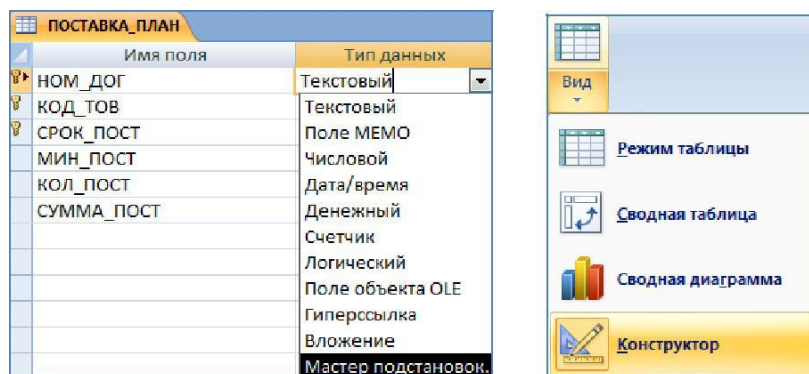 ПОСТАВКА_ПЛАН
Имя поля Тип данных
НОМ_ДОГ Текстовый
КОД_ТОВ Текстовый
СРОК_ПОСТ Поле МЕМО
МИН_ПОСТ Числовой
КОЛ_ПОСТ Дата/время
СУММА_ПОСТ Денежный
Счетчик
Логический
Поле объекта OLE
Гиперссылка
Вложение
Мастер подстановок.
Вид
Режим таблицы
Сводная таблица
Сводная диаграмма
Конструктор